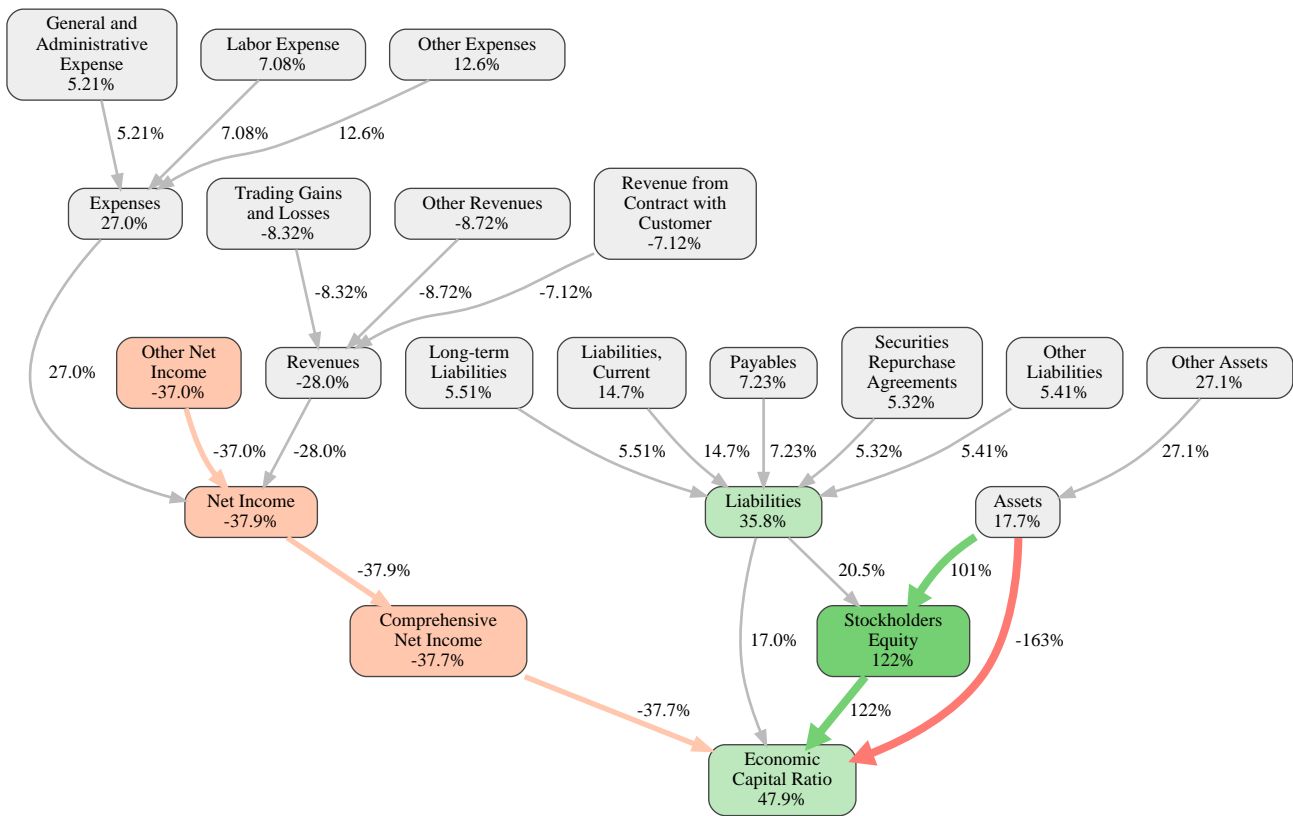 General and
Administrative
Expense
5.21%
Labor Expense
7.08%
Other Expenses
12.6%
5.21%
7.08%
12.6%
Expenses
27.0%
Trading Gains
and Losses
-8.32%
Other Revenues
-8.72%
Revenue from
Contract with
Customer
-7.12%
-8.32%
-8.72%
-7.12%
27.0%
Other Net
Income
-37.0%
Revenues
-28.0%
Long-term
Liabilities
5.51%
Liabilities,
Current
14.7%
Payables
7.23%
Securities
Repurchase
Agreements
5.32%
Other
Liabilities
5.41%
Other Assets
27.1%
-37.0%
-28.0%
5.51%
14.7%
7.23%
5.32%
5.41%
27.1%
Net Income
-37.9%
Liabilities
35.8%
Assets
17.7%
-37.9%
20.5%
101%
Comprehensive
Net Income
-37.7%
17.0%
Stockholders
Equity
122%
-163%
-37.7%
122%
Economic
Capital Ratio
47.9%